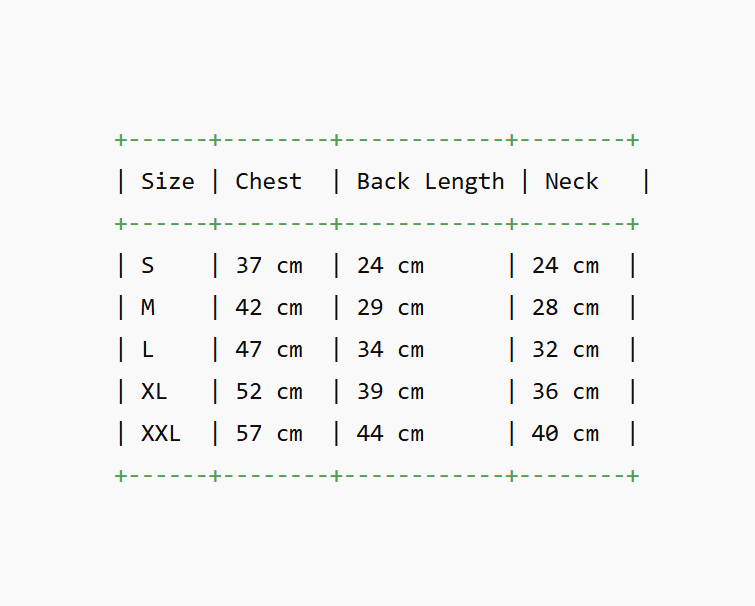 +------+--------+------------+--------+
| Size | Chest  | Back Length | Neck   |
+------+--------+------------+--------+
| S    | 37 cm  | 24 cm      | 24 cm  |
| M    | 42 cm  | 29 cm      | 28 cm  |
| L    | 47 cm  | 34 cm      | 32 cm  |
| XL   | 52 cm  | 39 cm      | 36 cm  |
| XXL  | 57 cm  | 44 cm      | 40 cm  |
+------+--------+------------+--------+